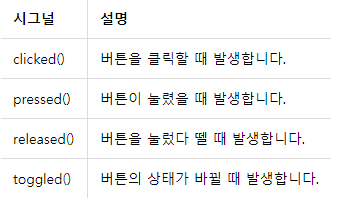 시그널 설명
clicked() 버튼을 클릭할 때 발생합니다.
pressed() 버튼이 눌렸을 때 발생합니다.
released() 버튼을 눌렀다 뗄 때 발생합니다.
toggled() 버튼의 상태가 바뀔 때 발생합니다.